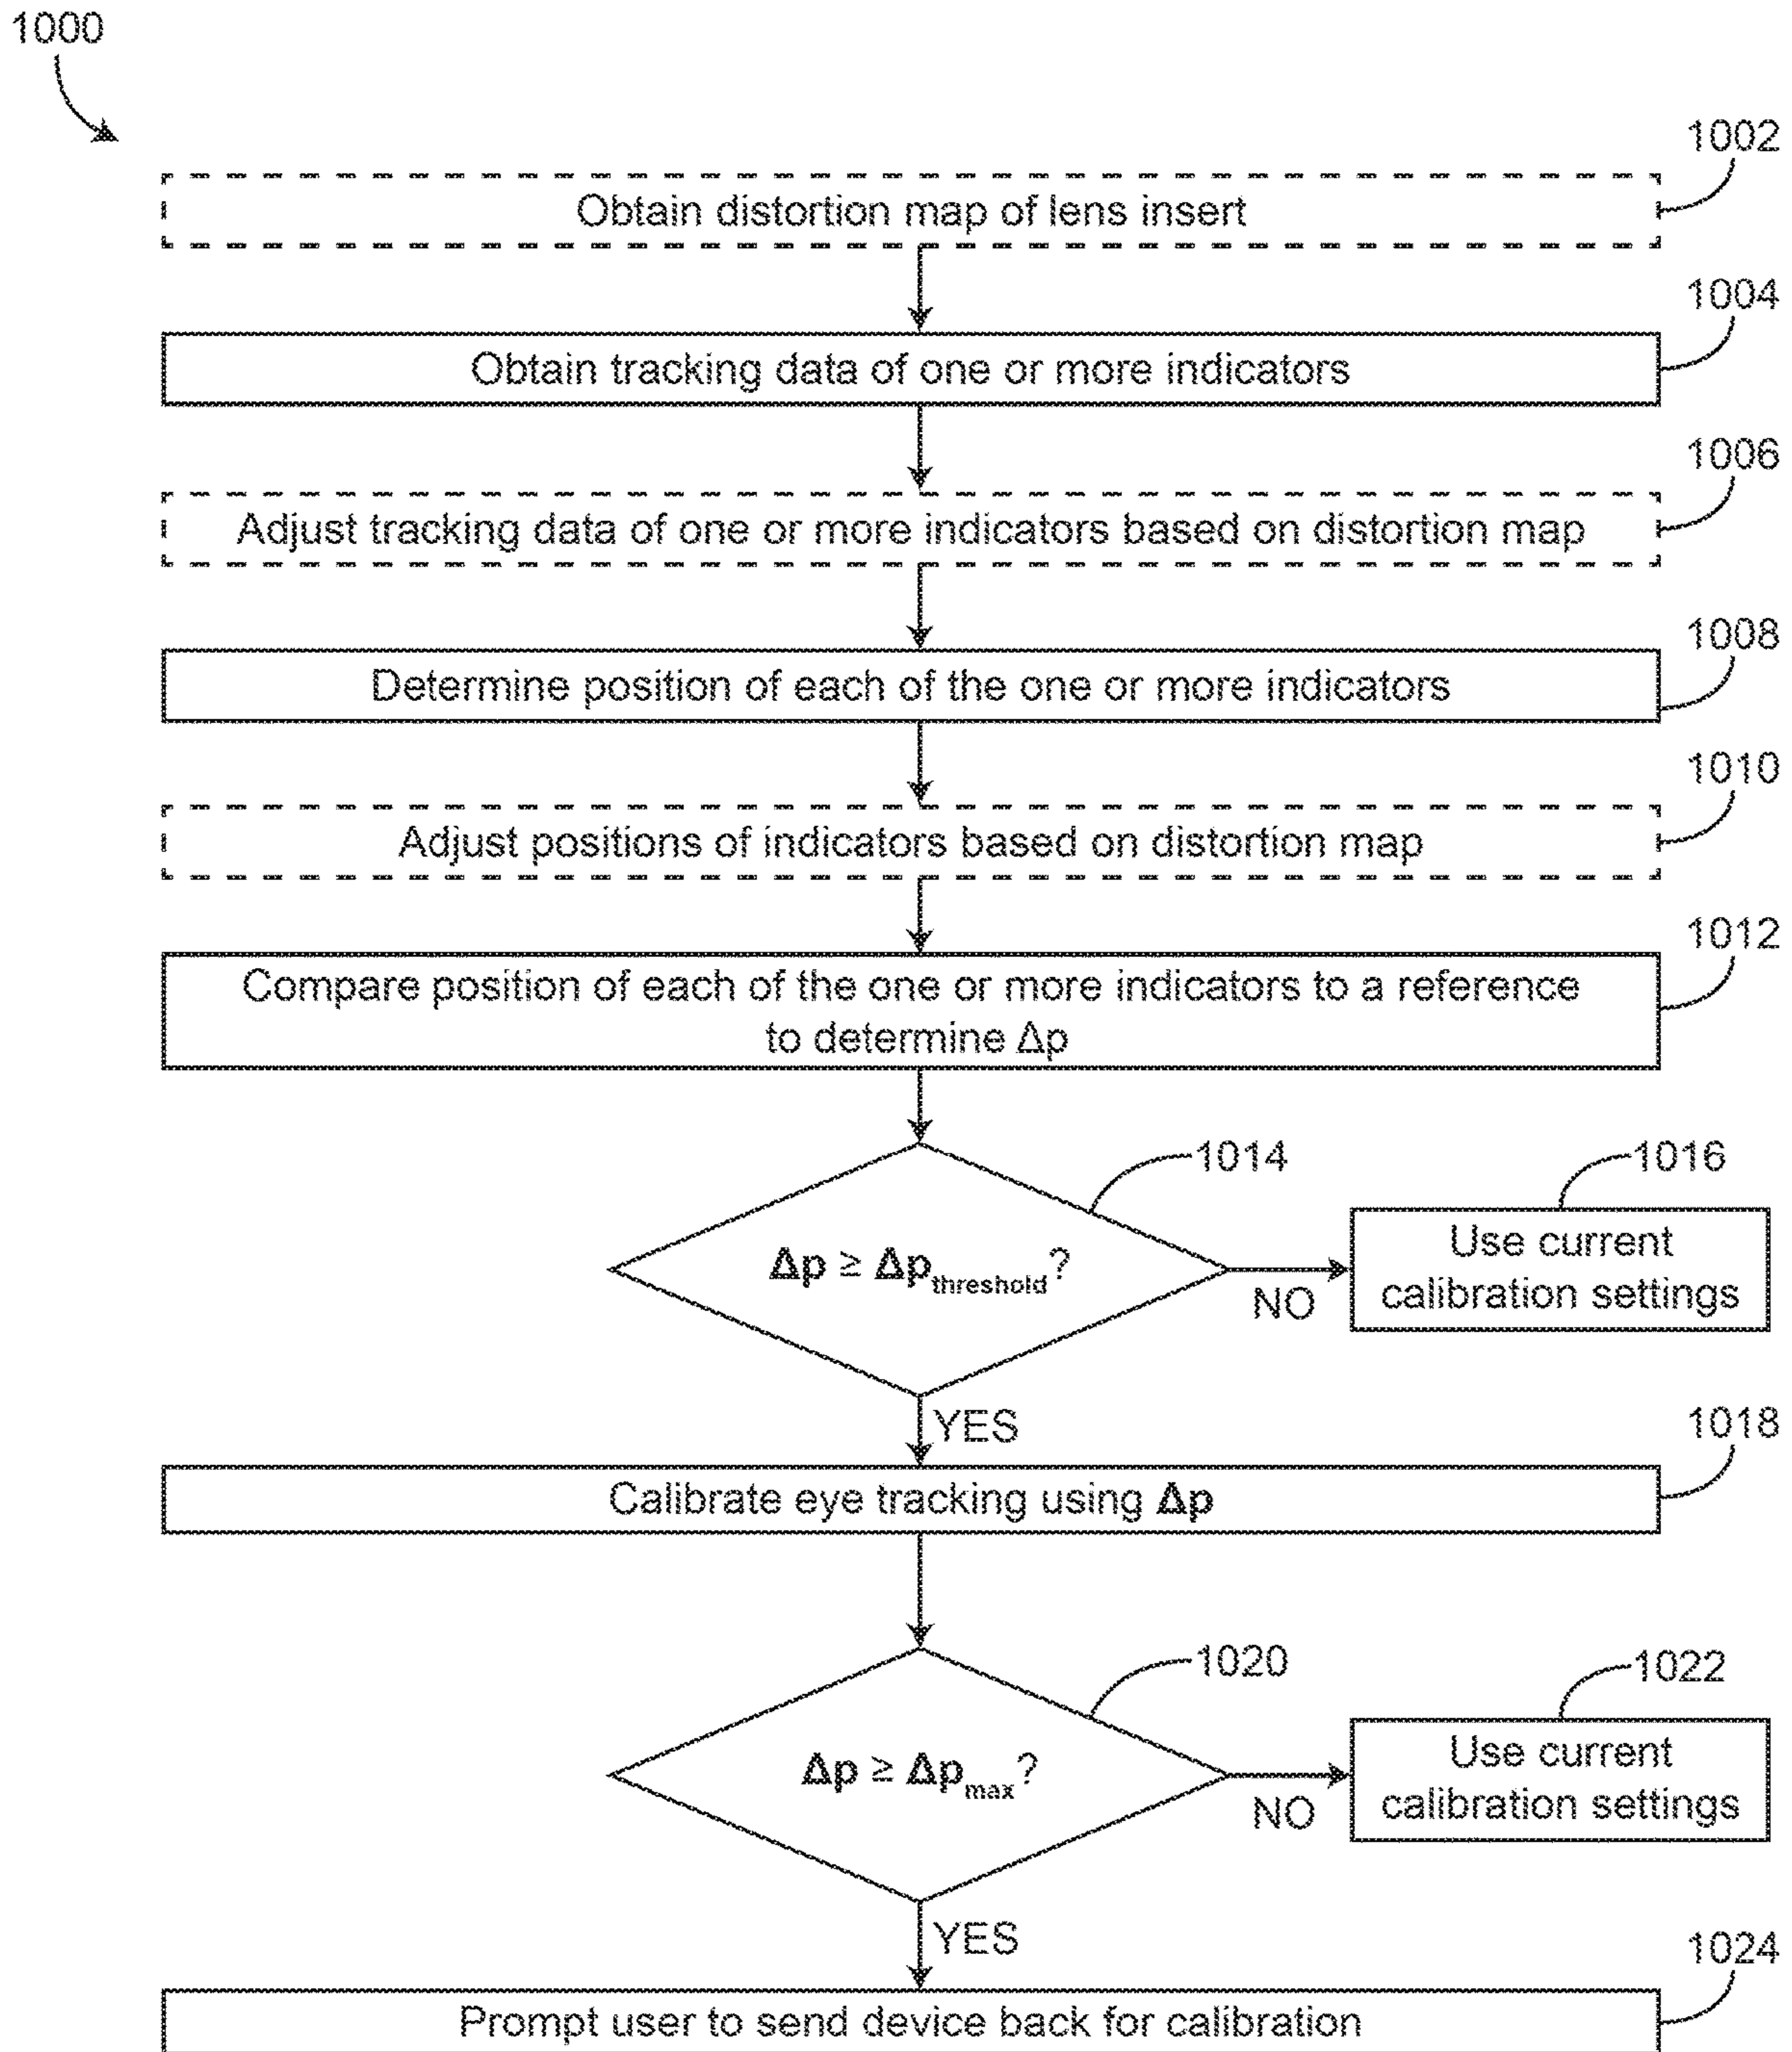 1000
1002
Obtain distortion map of lens insert
1004
Obtain tracking data of one or more indicators
1006
Adjust tracking data of one or more indicators based on distortion map
1008
Determine position of each of the one or more indicators
1010
Adjust positions of indicators based on distortion map
1012
Compare position of each of the one or more indicators to a reference
to determine Δp
1014
1016
Δp ≥ Δpthreshold?
NO
Use current
calibration settings
YES
1018
Calibrate eye tracking using Δp
1020
1022
Δp ≥ Δpmax?
NO
Use current
calibration settings
YES
1024
Prompt user to send device back for calibration